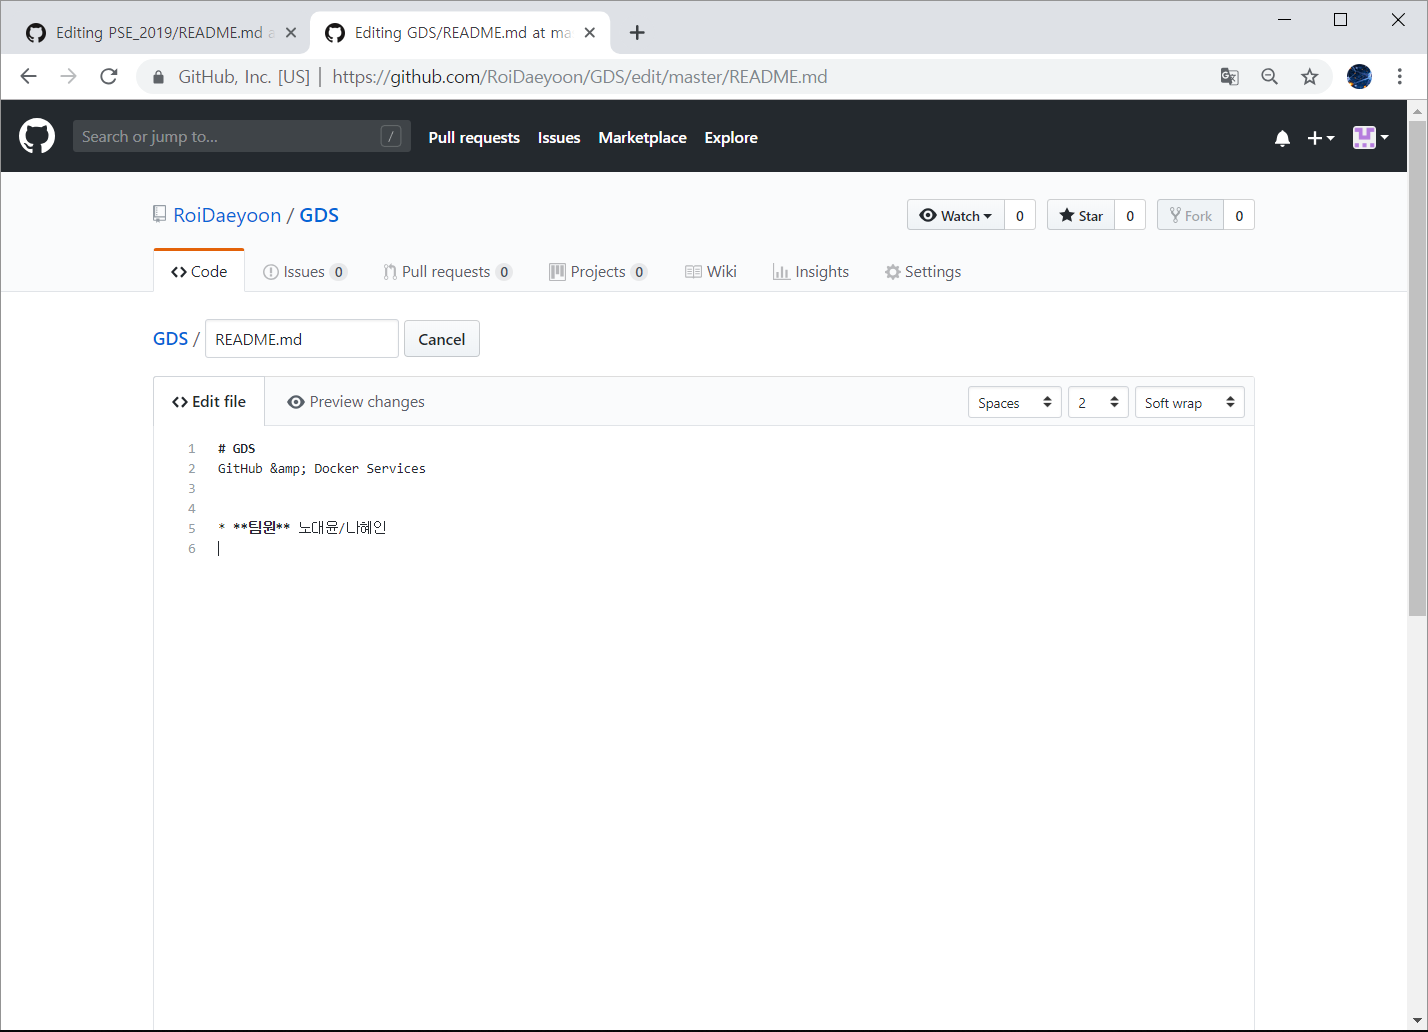 Editing PSE_2019/README.md a
Editing GDS/README.md at ma
GitHub, Inc. [US] | https://github.com/RoiDaeyoon/GDS/edit/master/README.md
Search or jump to... /
Pull requests Issues Marketplace Explore
RoiDaeyoon / GDS
Watch 0 Star 0 Fork 0
Code Issues 0 Pull requests 0 Projects 0 Wiki Insights Settings
GDS / README.md Cancel
Edit file Preview changes Spaces 2 Soft wrap
1 # GDS
2 GitHub &amp; Docker Services
3
4
5 * **팀원** 노대윤/나혜인
6